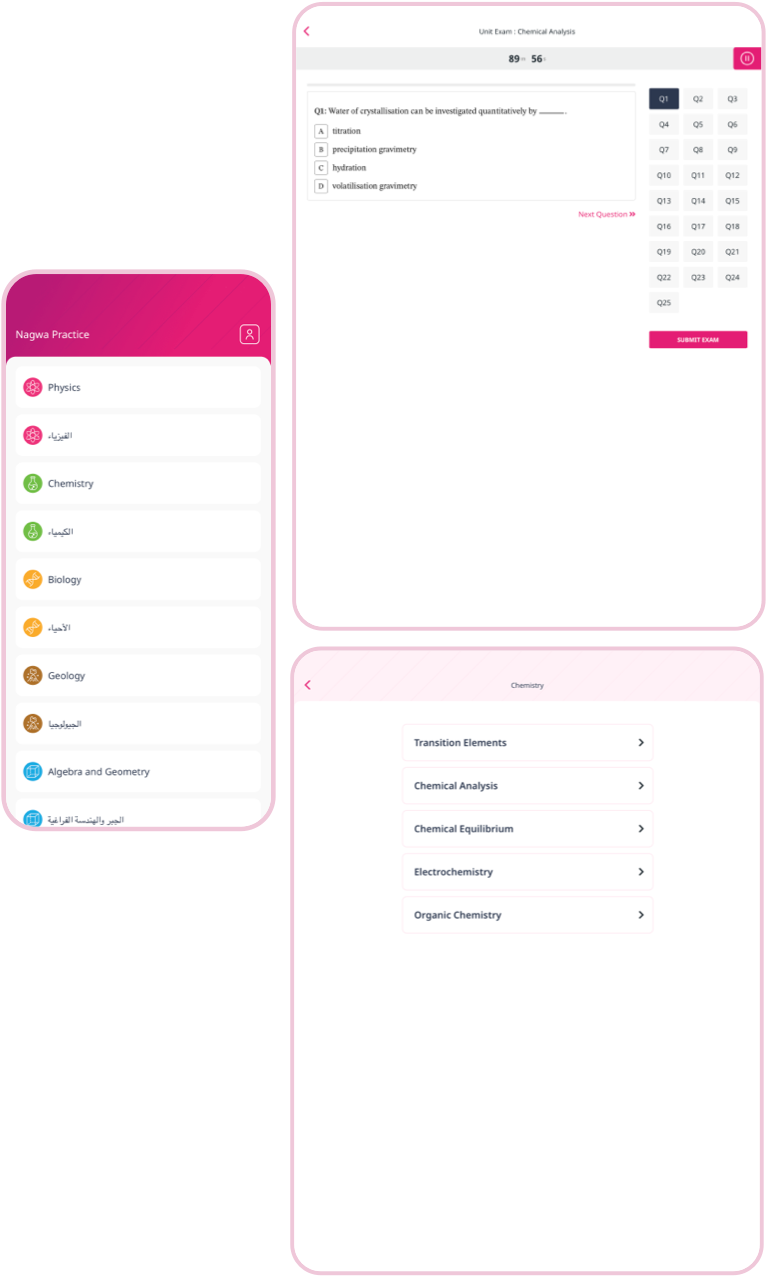 Nagwa Practice
Physics
الفيزياء
Chemistry
الكيمياء
Biology
الأحياء
Geology
الجيولوجيا
Algebra and Geometry
الجبر والهندسة الفراغية
Unit Exam : Chemical Analysis
89 m 56 s
Q1: Water of crystallisation can be investigated quantitatively by ______.
A titration
B precipitation gravimetry
C hydration
D volatilisation gravimetry
Next Question »
Q1 Q2 Q3
Q4 Q5 Q6
Q7 Q8 Q9
Q10 Q11 Q12
Q13 Q14 Q15
Q16 Q17 Q18
Q19 Q20 Q21
Q22 Q23 Q24
Q25
SUBMIT EXAM
Chemistry
Transition Elements
Chemical Analysis
Chemical Equilibrium
Electrochemistry
Organic Chemistry